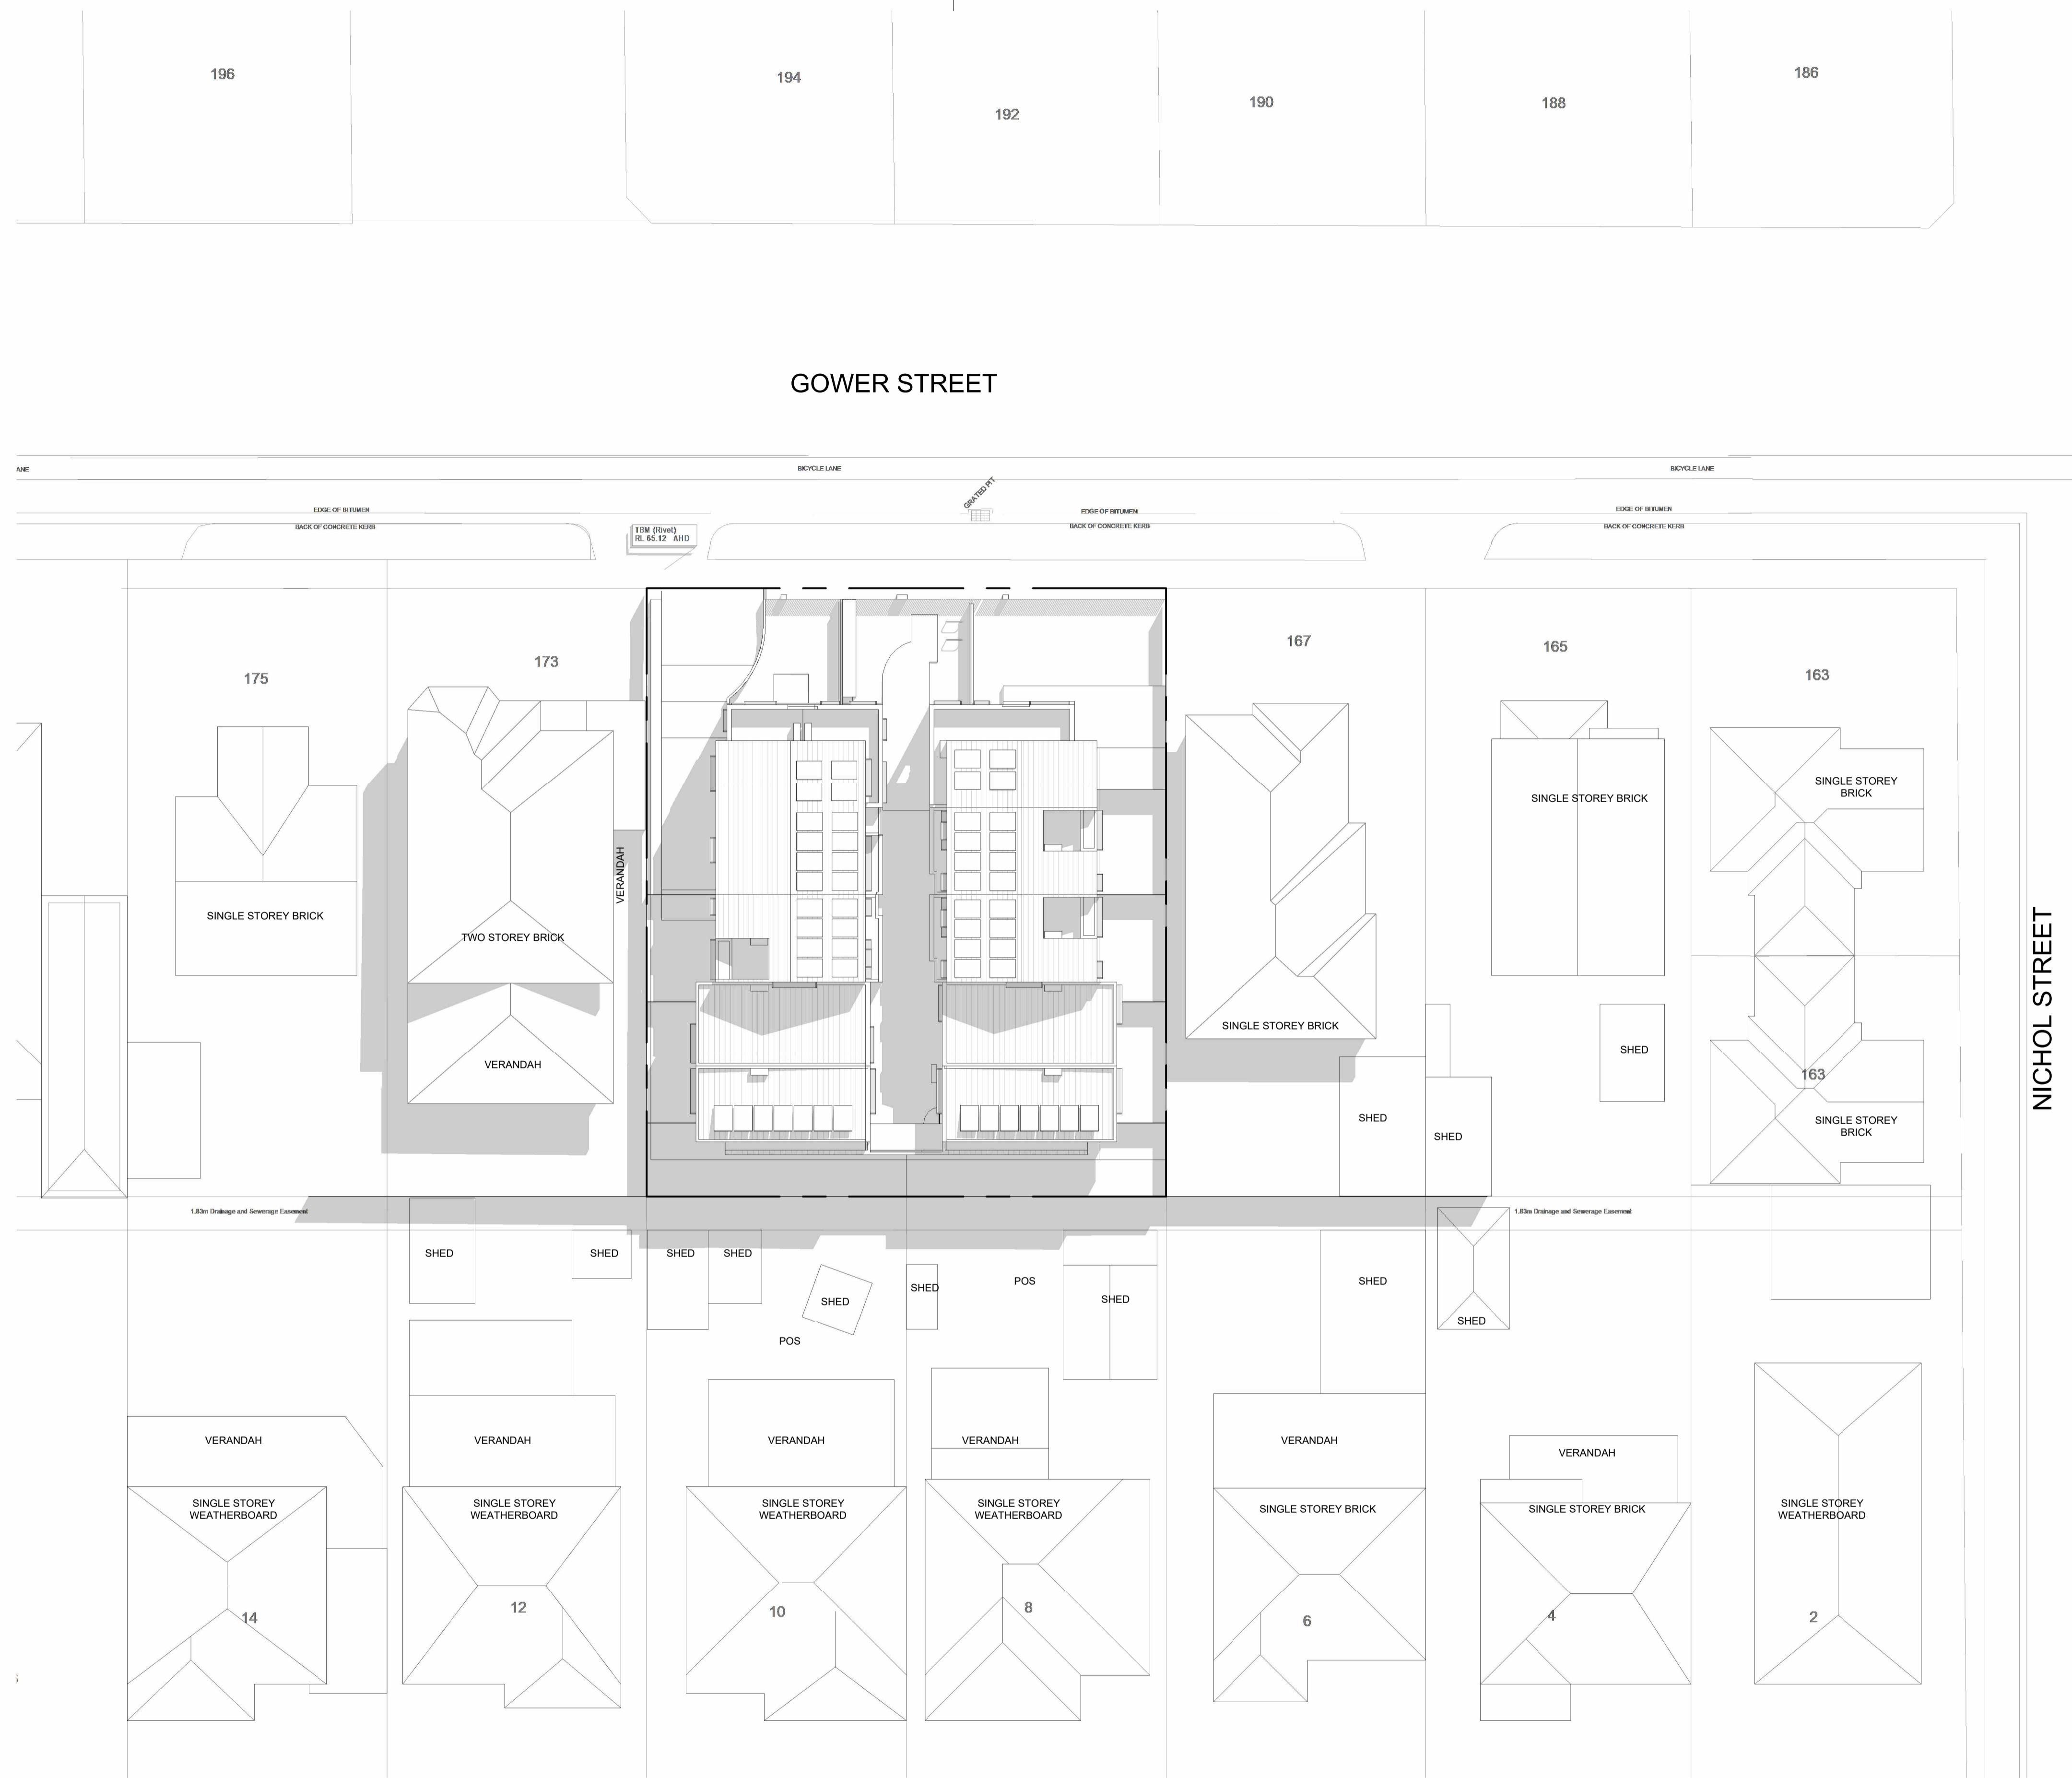 196
194
192
190
188
186
GOWER STREET
ANE
BICYCLE LANE
BICYCLE LANE
GRATED PIT
EDGE OF BITUMEN
BACK OF CONCRETE KERB
TBM (Rivet)
RL 65.12 AHD
EDGE OF BITUMEN
BACK OF CONCRETE KERB
EDGE OF BITUMEN
BACK OF CONCRETE KERB
175
173
167
165
163
SINGLE STOREY BRICK
TWO STOREY BRICK
VERANDAH
VERANDAH
SINGLE STOREY BRICK
SINGLE STOREY BRICK
SINGLE STOREY
BRICK
SHED
SHED
SHED
163
SINGLE STOREY
BRICK
NICHOL STREET
1.83m Drainage and Sewerage Easement
1.83m Drainage and Sewerage Easement
SHED
SHED
SHED
SHED
SHED
SHED
POS
SHED
SHED
SHED
POS
VERANDAH
VERANDAH
VERANDAH
VERANDAH
VERANDAH
VERANDAH
SINGLE STOREY
WEATHERBOARD
SINGLE STOREY
WEATHERBOARD
SINGLE STOREY
WEATHERBOARD
SINGLE STOREY
WEATHERBOARD
SINGLE STOREY BRICK
SINGLE STOREY BRICK
SINGLE STOREY
WEATHERBOARD
14
12
10
8
6
4
2